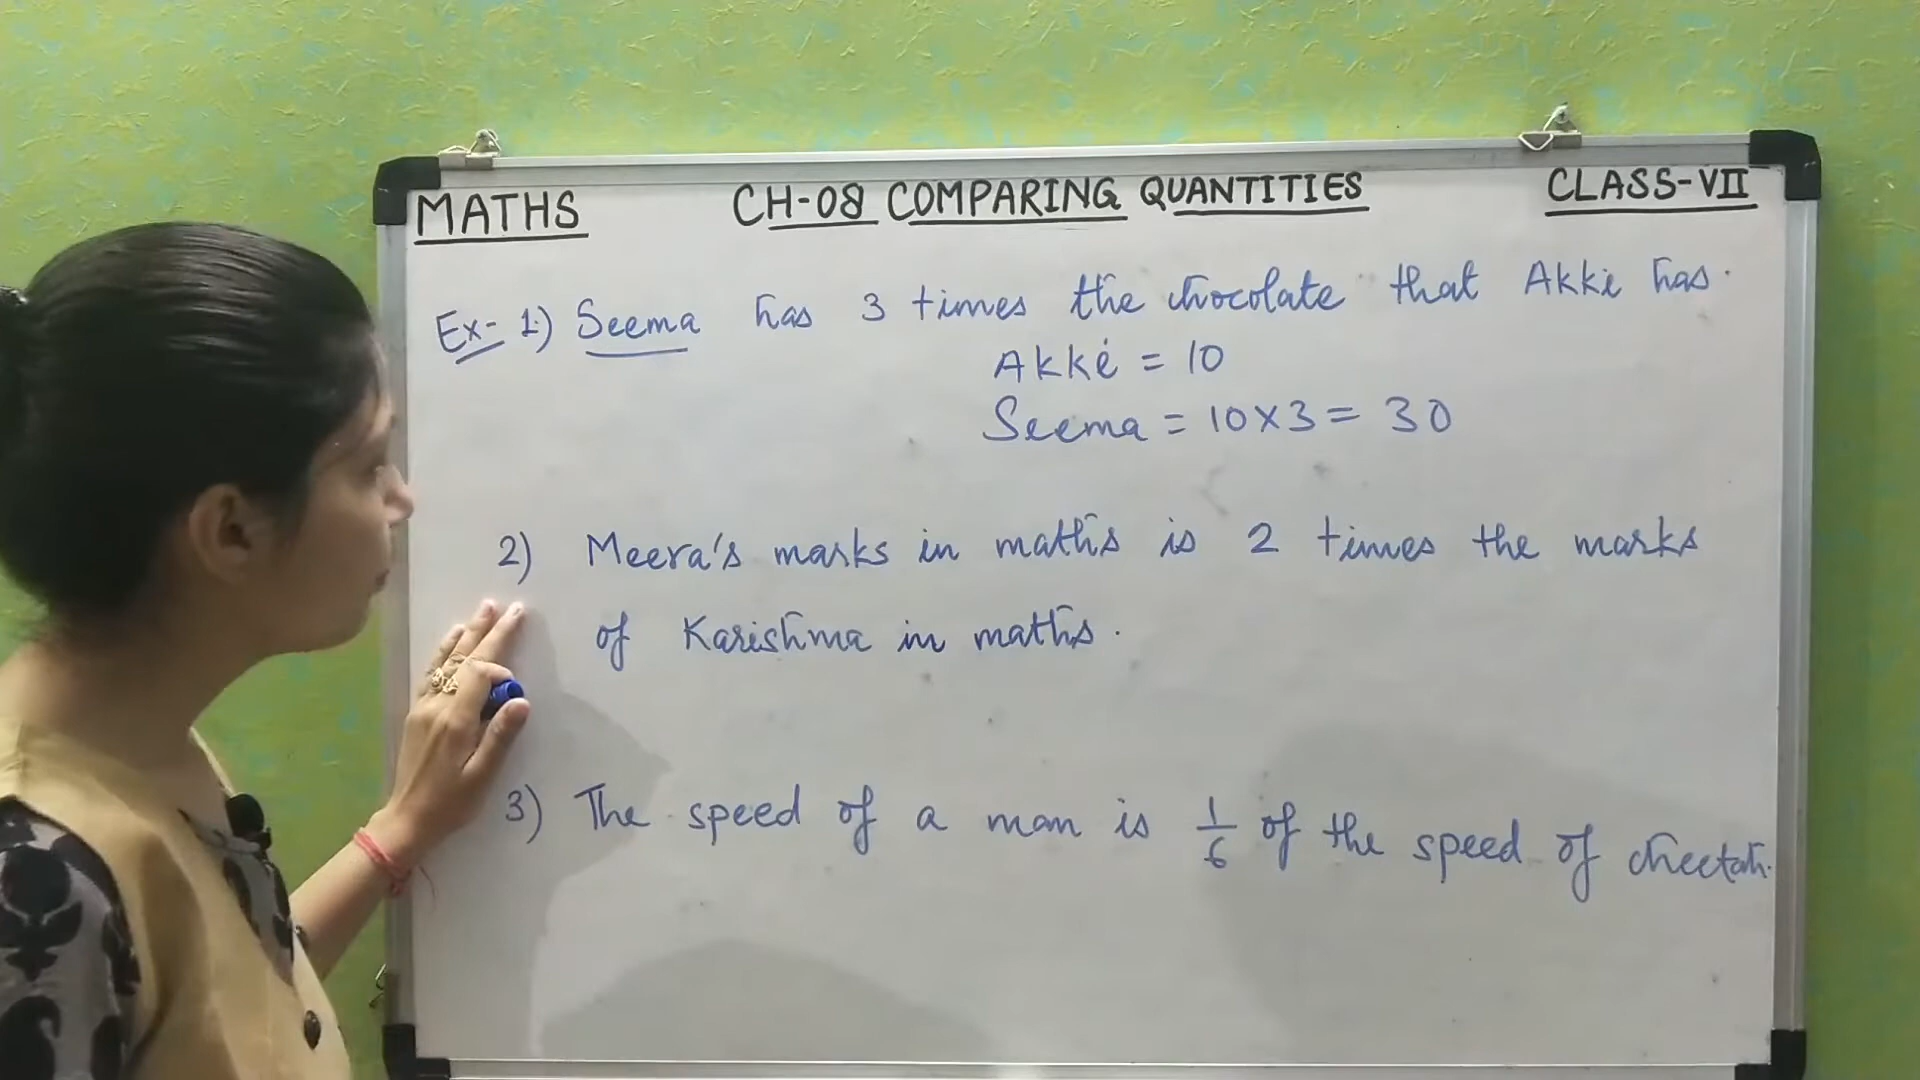 MATHS CH-08 COMPARING QUANTITIES CLASS-VII
Ex- 1) Seema has 3 times the chocolate that Akki has.
Akki = 10
Seema = 10×3 = 30
2) Meera's marks in maths is 2 times the marks
of Karishma in maths.
3) The speed of a man is 1/6 of the speed of cheetah.